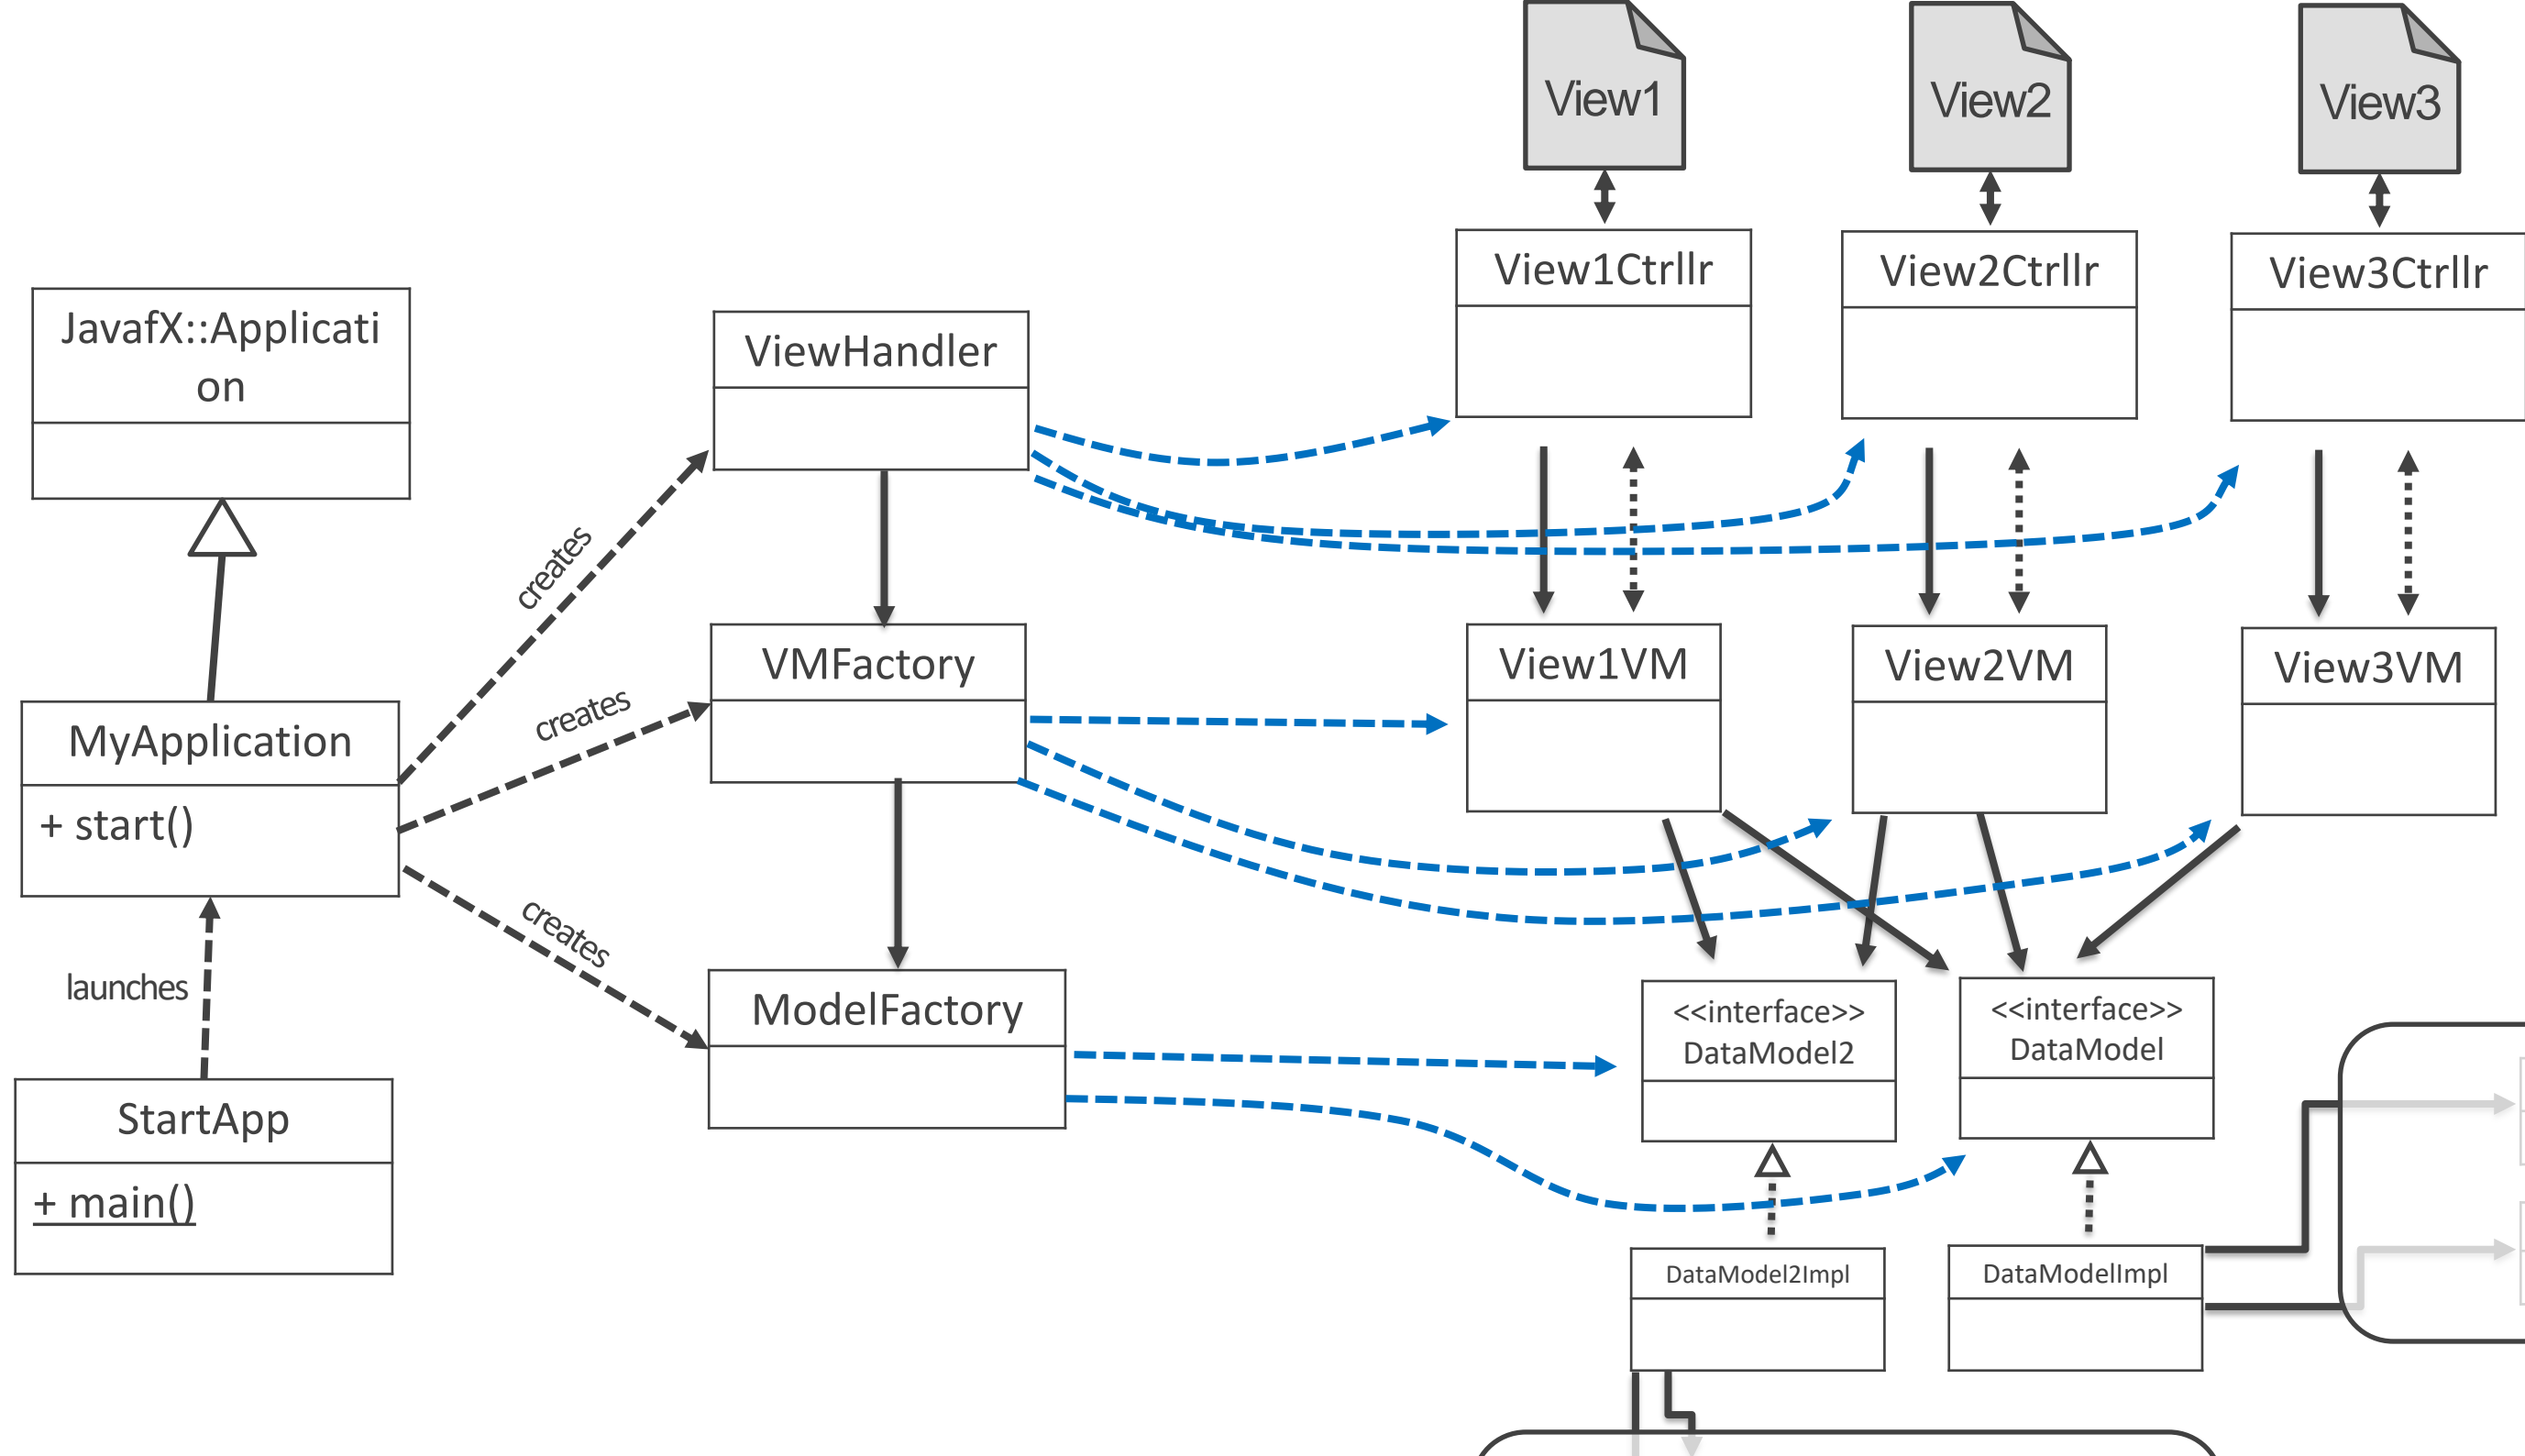 View1
View2
View3
View1Ctrllr
View2Ctrllr
View3Ctrllr
JavafX::Applicati
on
ViewHandler
creates
VMFactory
View1VM
View2VM
View3VM
creates
MyApplication
+ start()
creates
launches
ModelFactory
<<interface>>
DataModel2
<<interface>>
DataModel
StartApp
+ main()
DataModel2Impl
DataModelImpl